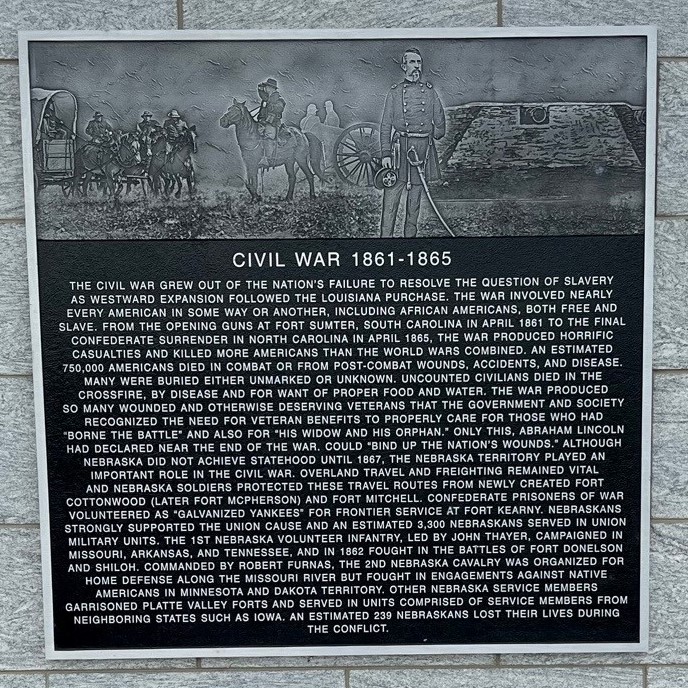 CIVIL WAR 1861-1865
THE CIVIL WAR GREW OUT OF THE NATION'S FAILURE TO RESOLVE THE QUESTION OF SLAVERY
AS WESTWARD EXPANSION FOLLOWED THE LOUISIANA PURCHASE. THE WAR INVOLVED NEARLY
EVERY AMERICAN IN SOME WAY OR ANOTHER, INCLUDING AFRICAN AMERICANS, BOTH FREE AND
SLAVE. FROM THE OPENING GUNS AT FORT SUMTER, SOUTH CAROLINA IN APRIL 1861 TO THE FINAL
CONFEDERATE SURRENDER IN NORTH CAROLINA IN APRIL 1865, THE WAR PRODUCED HORRIFIC
CASUALTIES AND KILLED MORE AMERICANS THAN THE WORLD WARS COMBINED. AN ESTIMATED
750,000 AMERICANS DIED IN COMBAT OR FROM POST-COMBAT WOUNDS, ACCIDENTS, AND DISEASE.
MANY WERE BURIED EITHER UNMARKED OR UNKNOWN. UNCOUNTED CIVILIANS DIED IN THE
CROSSFIRE, BY DISEASE AND FOR WANT OF PROPER FOOD AND WATER. THE WAR PRODUCED
SO MANY WOUNDED AND OTHERWISE DESERVING VETERANS THAT THE GOVERNMENT AND SOCIETY
RECOGNIZED THE NEED FOR VETERAN BENEFITS TO PROPERLY CARE FOR THOSE WHO HAD
"BORNE THE BATTLE" AND ALSO FOR "HIS WIDOW AND HIS ORPHAN." ONLY THIS, ABRAHAM LINCOLN
HAD DECLARED NEAR THE END OF THE WAR. COULD "BIND UP THE NATION'S WOUNDS." ALTHOUGH
NEBRASKA DID NOT ACHIEVE STATEHOOD UNTIL 1867, THE NEBRASKA TERRITORY PLAYED AN
IMPORTANT ROLE IN THE CIVIL WAR. OVERLAND TRAVEL AND FREIGHTING REMAINED VITAL
AND NEBRASKA SOLDIERS PROTECTED THESE TRAVEL ROUTES FROM NEWLY CREATED FORT
COTTONWOOD (LATER FORT MCPHERSON) AND FORT MITCHELL. CONFEDERATE PRISONERS OF WAR
VOLUNTEERED AS "GALVANIZED YANKEES" FOR FRONTIER SERVICE AT FORT KEARNY. NEBRASKANS
STRONGLY SUPPORTED THE UNION CAUSE AND AN ESTIMATED 3,300 NEBRASKANS SERVED IN UNION
MILITARY UNITS. THE 1ST NEBRASKA VOLUNTEER INFANTRY, LED BY JOHN THAYER, CAMPAIGNED IN
MISSOURI, ARKANSAS, AND TENNESSEE, AND IN 1862 FOUGHT IN THE BATTLES OF FORT DONELSON
AND SHILOH. COMMANDED BY ROBERT FURNAS, THE 2ND NEBRASKA CAVALRY WAS ORGANIZED FOR
HOME DEFENSE ALONG THE MISSOURI RIVER BUT FOUGHT IN ENGAGEMENTS AGAINST NATIVE
AMERICANS IN MINNESOTA AND DAKOTA TERRITORY. OTHER NEBRASKA SERVICE MEMBERS
GARRISONED PLATTE VALLEY FORTS AND SERVED IN UNITS COMPRISED OF SERVICE MEMBERS FROM
NEIGHBORING STATES SUCH AS IOWA. AN ESTIMATED 239 NEBRASKANS LOST THEIR LIVES DURING
THE CONFLICT.